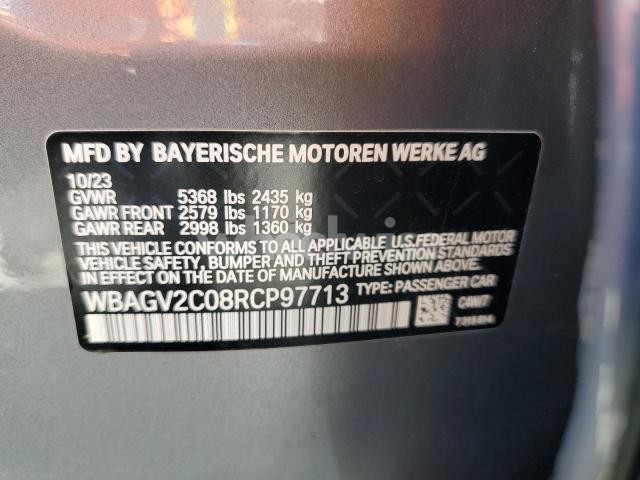 MFD BY BAYERISCHE MOTOREN WERKE AG
10/23
GVWR 5368 lbs 2435 kg
GAWR FRONT 2579 lbs 1170 kg
GAWR REAR 2998 lbs 1360 kg
THIS VEHICLE CONFORMS TO ALL APPLICABLE U.S.FEDERAL MOTOR
VEHICLE SAFETY, BUMPER AND THEFT PREVENTION STANDARDS
IN EFFECT ON THE DATE OF MANUFACTURE SHOWN ABOVE.
WBAGV2C08RCP97713 TYPE: PASSENGER CAR
C4W/7